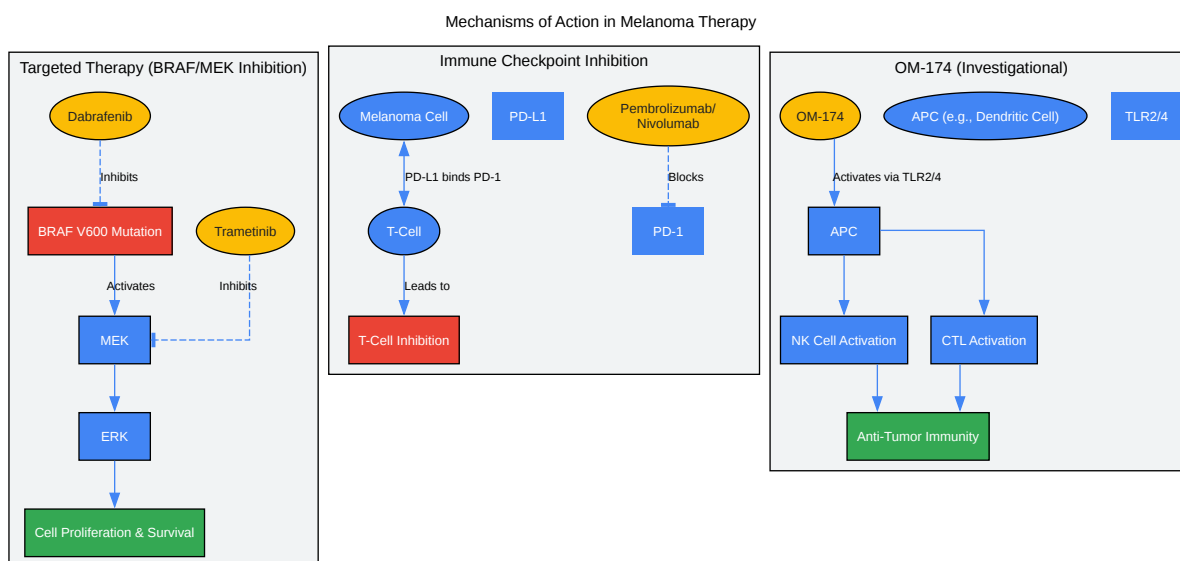 Mechanisms of Action in Melanoma Therapy
Targeted Therapy (BRAF/MEK Inhibition)
Dabrafenib
Inhibits
BRAF V600 Mutation
Trametinib
Activates
Inhibits
MEK
ERK
Cell Proliferation & Survival
Immune Checkpoint Inhibition
Melanoma Cell
PD-L1
Pembrolizumab/
Nivolumab
PD-L1 binds PD-1
Blocks
T-Cell
PD-1
Leads to
T-Cell Inhibition
OM-174 (Investigational)
OM-174
APC (e.g., Dendritic Cell)
TLR2/4
Activates via TLR2/4
APC
NK Cell Activation
CTL Activation
Anti-Tumor Immunity